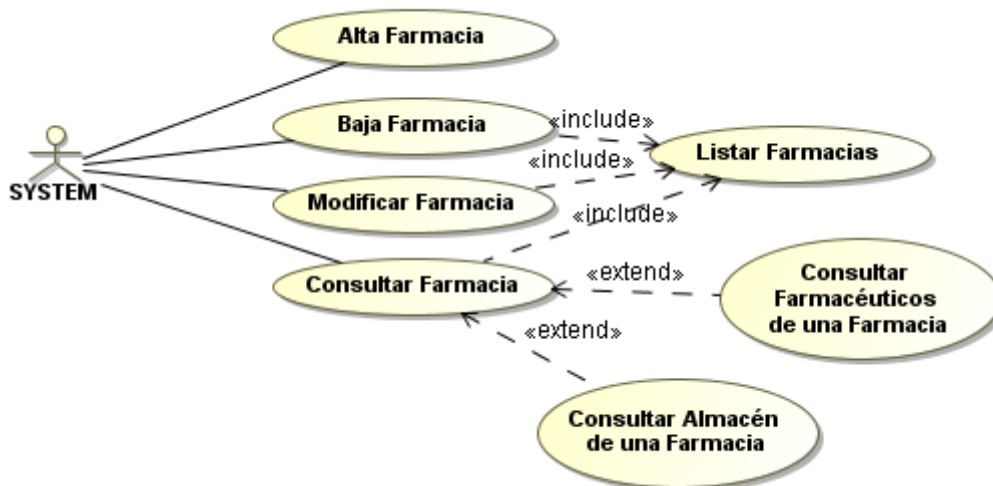 Alta Farmacia
Baja Farmacia
«include»
Listar Farmacias
«include»
SYSTEM
Modificar Farmacia
«include»
Consultar Farmacia
«extend»
Consultar
Farmacéuticos
de una Farmacia
«extend»
Consultar Almacén
de una Farmacia